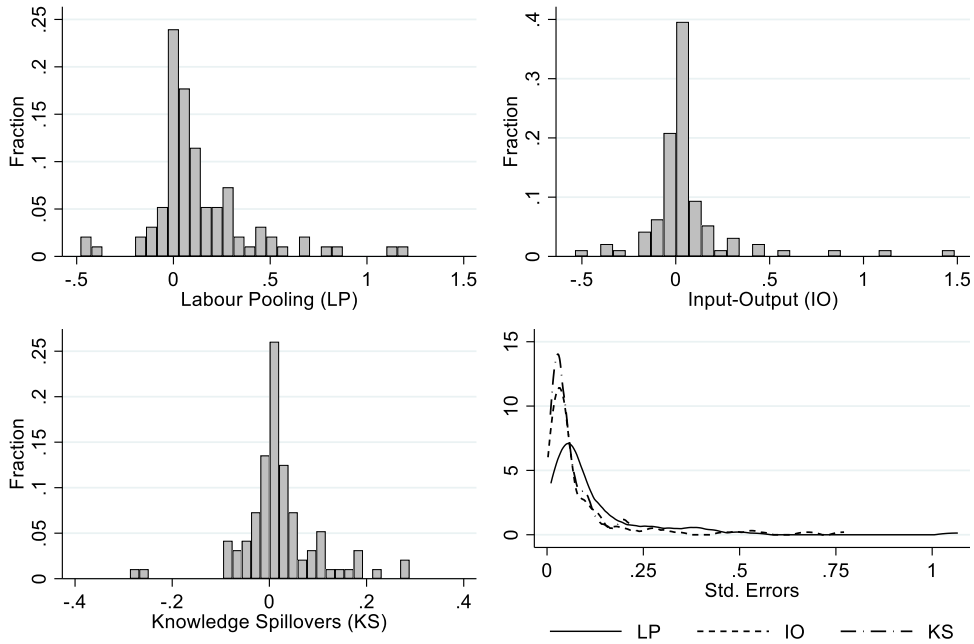 .25
.2
.15
.1
.05
0
Fraction
-.5 0 .5 1 1.5
Labour Pooling (LP)
.4
.3
.2
.1
0
Fraction
-.5 0 .5 1 1.5
Input-Output (IO)
.25
.2
.15
.1
.05
0
Fraction
-.4 -.2 0 .2 .4
Knowledge Spillovers (KS)
15
10
5
0
0 .25 .5 .75 1
Std. Errors
LP IO KS